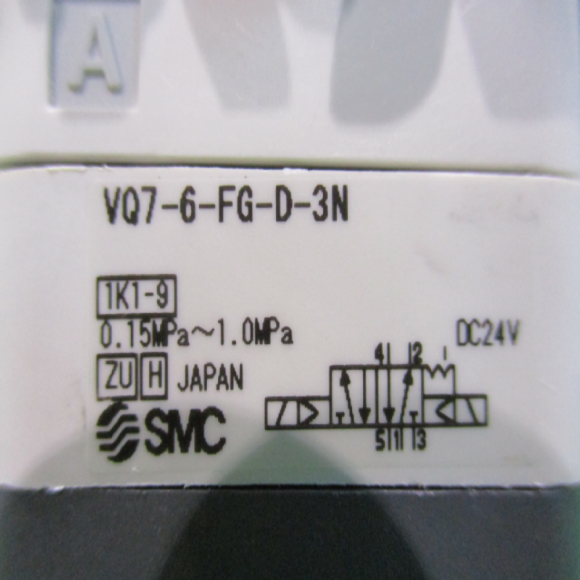 A
VQ7-6-FG-D-3N
1K1-9
0.15MPa～1.0MPa
DC24V
ZU H JAPAN
SMC
4 2
5 1 3